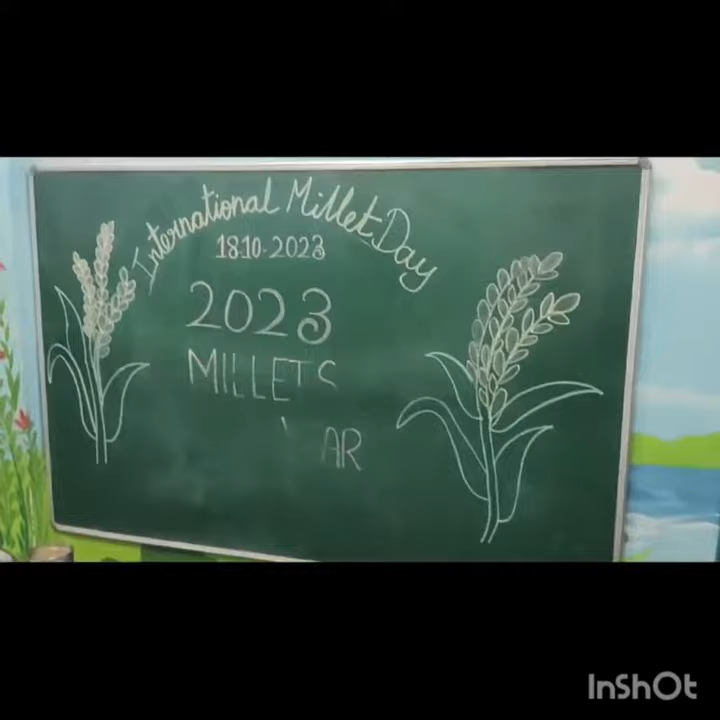 International Millet Day
18.10.2023
2023
MILLETS
AR
InShOt